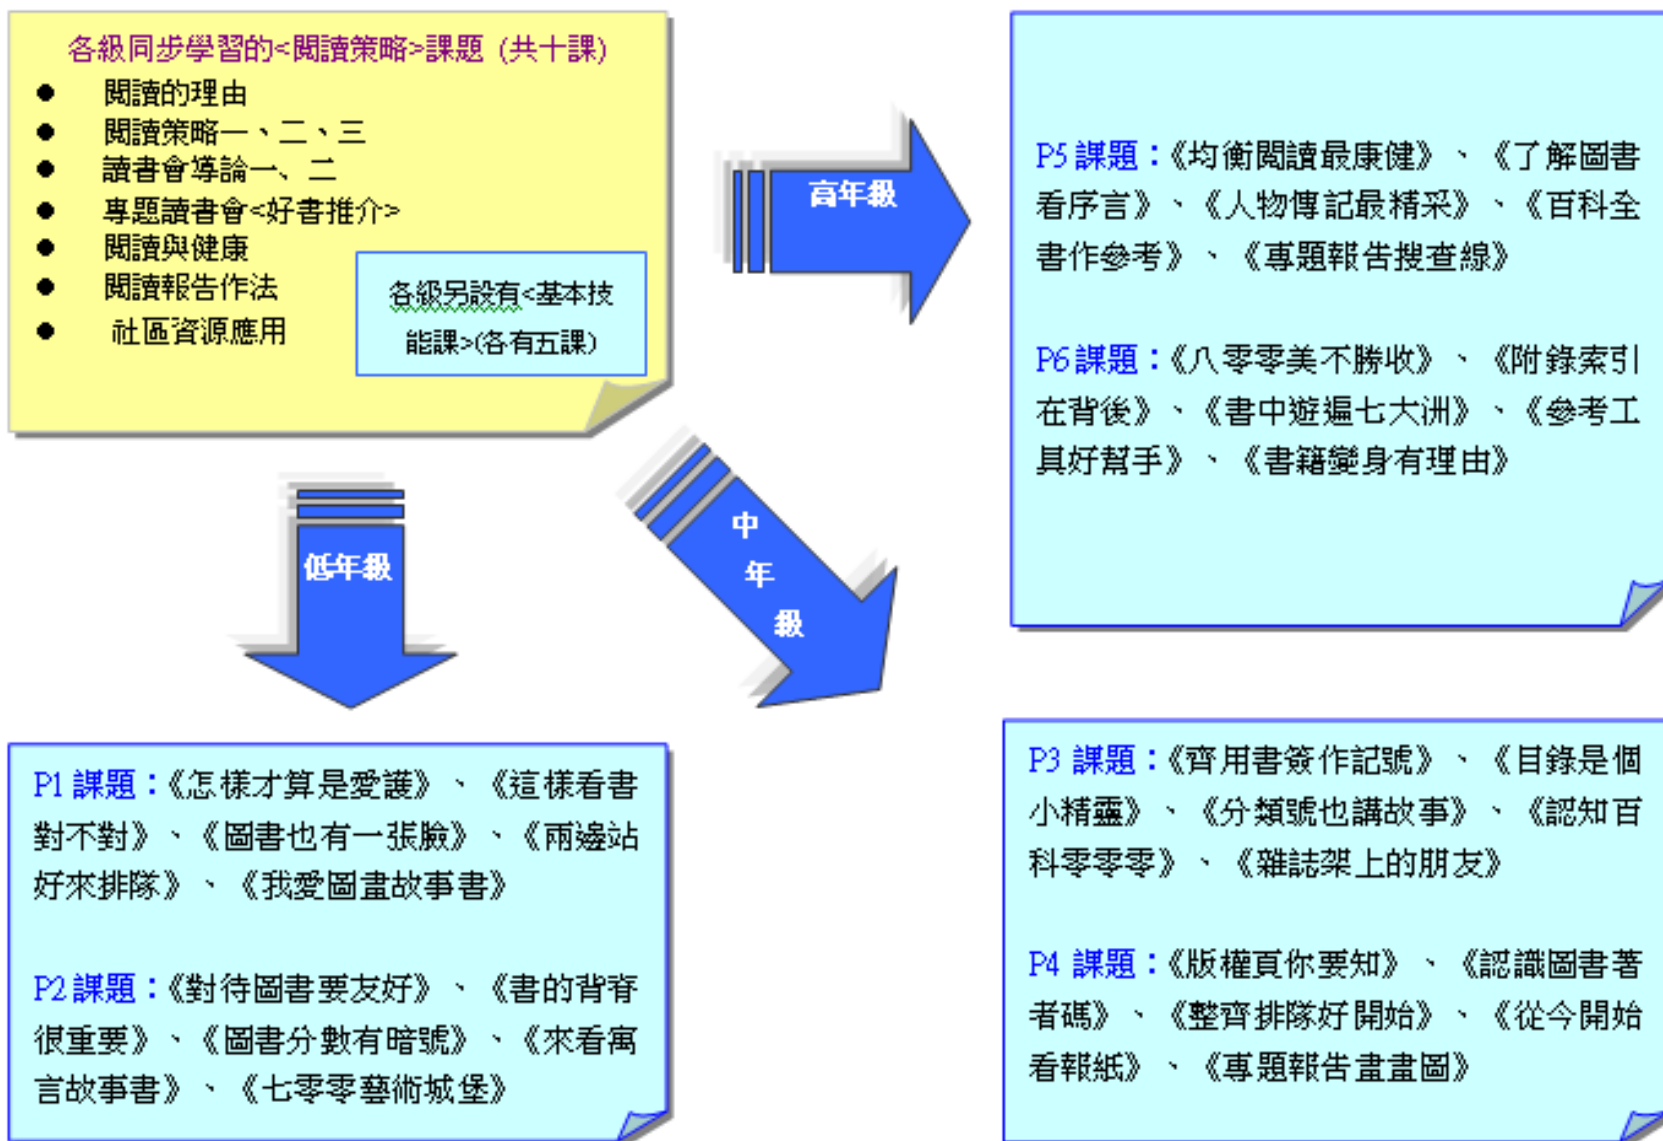 各級同步學習的<閱讀策略>課題 (共十課)
● 閱讀的理由
● 閱讀策略一、二、三
● 讀書會導論一、二
● 專題讀書會<好書推介>
● 閱讀與健康
● 閱讀報告作法
● 社區資源應用
各級另設有<基本技
能課>(各有五課)
高年級
P5 課題：《均衡閱讀最康健》、《了解圖書
看序言》、《人物傳記最精采》、《百科全
書作參考》、《專題報告搜查線》
P6 課題：《八零零美不勝收》、《附錄索引
在背後》、《書中遊遍七大洲》、《參考工
具好幫手》、《書籍變身有理由》
低年級
中
年
級
P1 課題：《怎樣才算是愛護》、《這樣看書
對不對》、《圖書也有一張臉》、《兩邊站
好來排隊》、《我愛圖畫故事書》
P2 課題：《對待圖書要友好》、《書的背脊
很重要》、《圖書分數有暗號》、《來看寓
言故事書》、《七零零藝術城堡》
P3 課題：《齊用書簽作記號》、《目錄是個
小精靈》、《分類號也講故事》、《認知百
科零零零》、《雜誌架上的朋友》
P4 課題：《版權頁你要知》、《認識圖書著
者碼》、《整齊排隊好開始》、《從今開始
看報紙》、《專題報告畫畫圖》